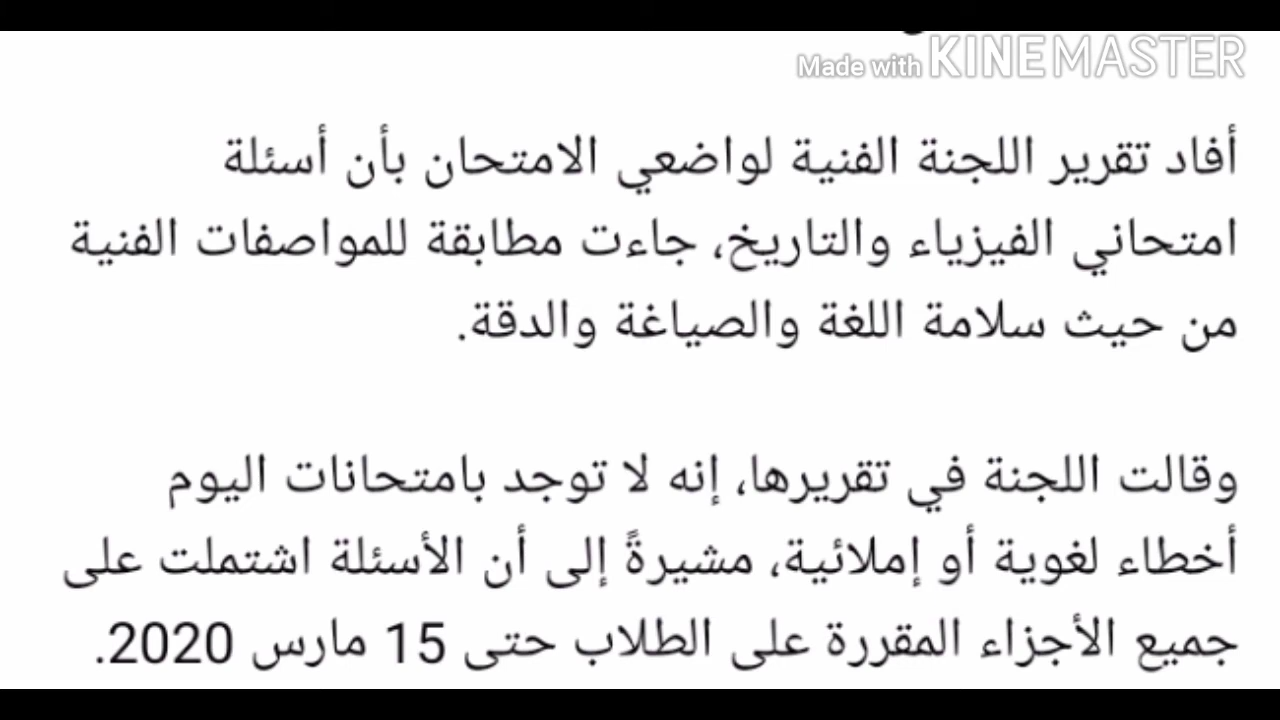 Made with KINEMASTER
أفاد تقرير اللجنة الفنية لواضعي الامتحان بأن أسئلة
امتحاني الفيزياء والتاريخ، جاءت مطابقة للمواصفات الفنية
من حيث سلامة اللغة والصياغة والدقة.
وقالت اللجنة في تقريرها، إنه لا توجد بامتحانات اليوم
أخطاء لغوية أو إملائية، مشيرةً إلى أن الأسئلة اشتملت على
جميع الأجزاء المقررة على الطلاب حتى 15 مارس 2020.